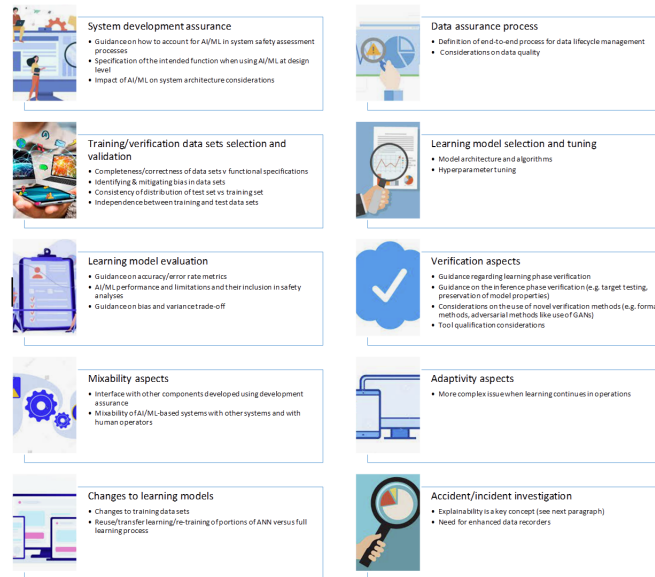 System development assurance
• Guidance on how to account for AI/ML in system safety assessment
processes
• Specification of the intended function when using AI/ML at design
level
• Impact of AI/ML on system architecture considerations
Data assurance process
• Definition of end-to-end process for data lifecycle management
• Considerations on data quality
Training/verification data sets selection and
validation
• Completeness/correctness of data sets v functional specifications
• Identifying & mitigating bias in data sets
• Consistency of distribution of test set vs training set
• Independence between training and test data sets
Learning model selection and tuning
• Model architecture and algorithms
• Hyperparameter tuning
Learning model evaluation
• Guidance on accuracy/error rate metrics
• AI/ML performance and limitations and their inclusion in safety
analyses
• Guidance on bias and variance trade-off
Verification aspects
• Guidance regarding learning phase verification
• Guidance on the inference phase verification (e.g. target testing,
preservation of model properties)
• Considerations on the use of novel verification methods (e.g. forma
methods, adversarial methods like use of GANs)
• Tool qualification considerations
Mixability aspects
• Interface with other components developed using development
assurance
• Mixability of AI/ML-based systems with other systems and with
human operators
Adaptivity aspects
• More complex issue when learning continues in operations
Changes to learning models
• Changes to training data sets
• Reuse/transfer learning/re-training of portions of ANN versus full
learning process
Accident/incident investigation
• Explainability is a key concept (see next paragraph)
• Need for enhanced data recorders